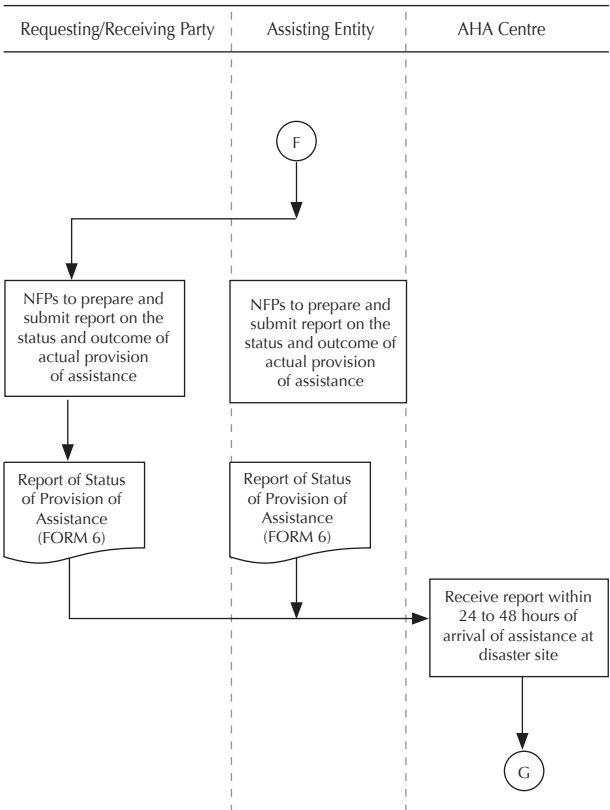 Requesting/Receiving Party
Assisting Entity
AHA Centre
F
NFPs to prepare and
submit report on the
status and outcome of
actual provision
of assistance
NFPs to prepare and
submit report on the
status and outcome of
actual provision
of assistance
Report of Status
of Provision of
Assistance
(FORM 6)
Report of Status
of Provision of
Assistance
(FORM 6)
Receive report within
24 to 48 hours of
arrival of assistance at
disaster site
G